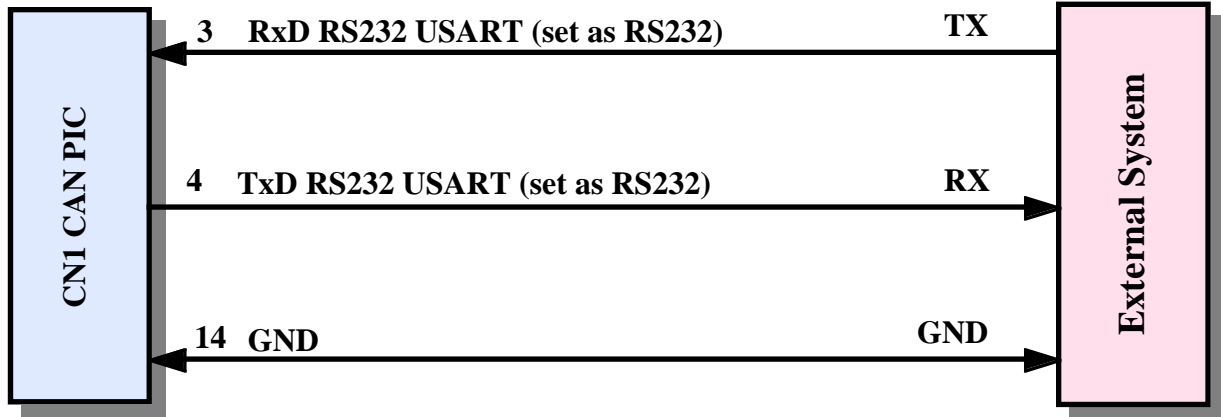 CN1 CAN PIC
3 RxD RS232 USART (set as RS232) TX
4 TxD RS232 USART (set as RS232) RX
14 GND GND
External System